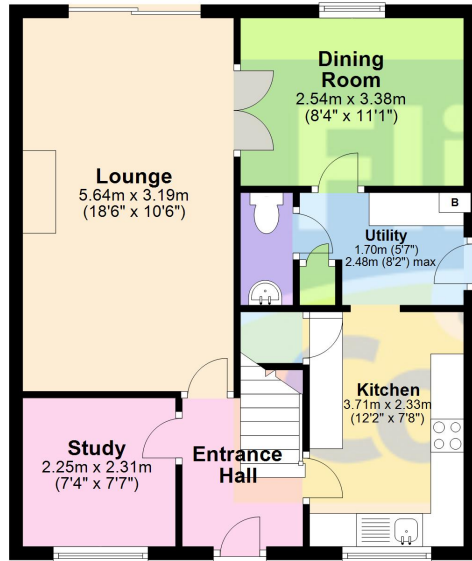 Dining
Room
2.54m x 3.38m
(8'4" x 11'1")
Lounge
5.64m x 3.19m
(18'6" x 10'6")
B
Utility
1.70m (5'7")
2.48m (8'2") max
Kitchen
3.71m x 2.33m
(12'2" x 7'8")
Study
2.25m x 2.31m
(7'4" x 7'7")
Entrance
Hall